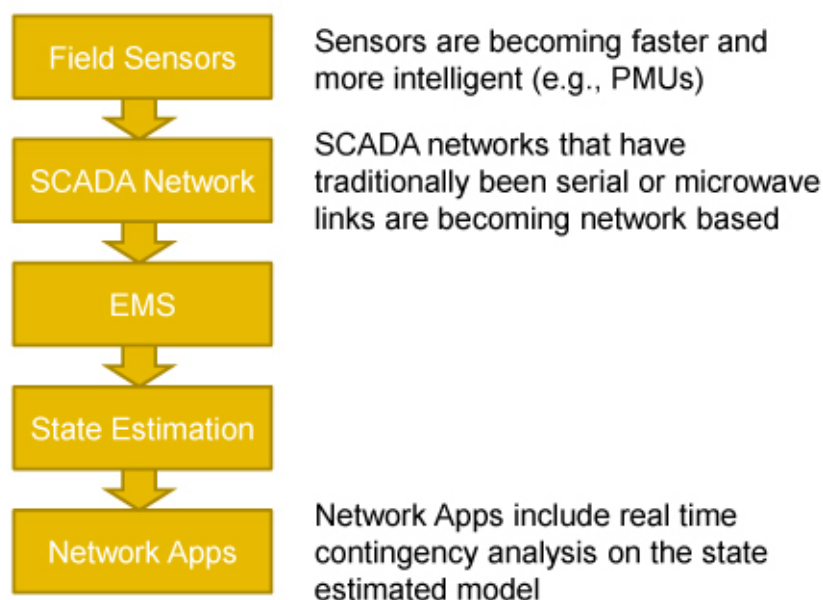 Field Sensors
Sensors are becoming faster and
more intelligent (e.g., PMUs)
SCADA Network
SCADA networks that have
traditionally been serial or microwave
links are becoming network based
EMS
State Estimation
Network Apps
Network Apps include real time
contingency analysis on the state
estimated model